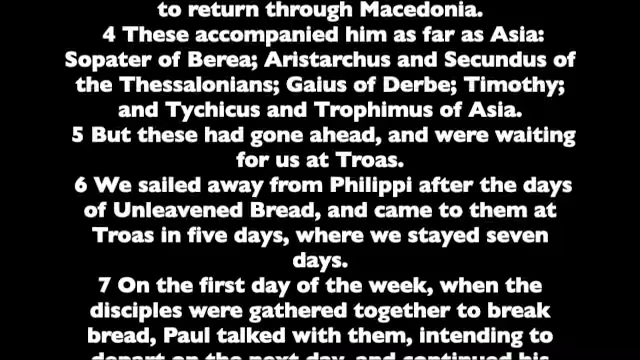 to return through Macedonia.
4 These accompanied him as far as Asia:
Sopater of Berea; Aristarchus and Secundus of
the Thessalonians; Gaius of Derbe; Timothy;
and Tychicus and Trophimus of Asia.
5 But these had gone ahead, and were waiting
for us at Troas.
6 We sailed away from Philippi after the days
of Unleavened Bread, and came to them at
Troas in five days, where we stayed seven
days.
7 On the first day of the week, when the
disciples were gathered together to break
bread, Paul talked with them, intending to
depart on the next day, and continued his